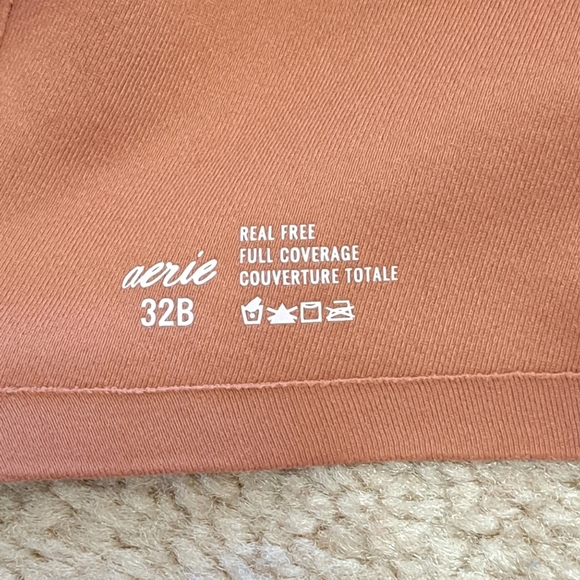 aerie
32B
REAL FREE
FULL COVERAGE
COUVERTURE TOTALE